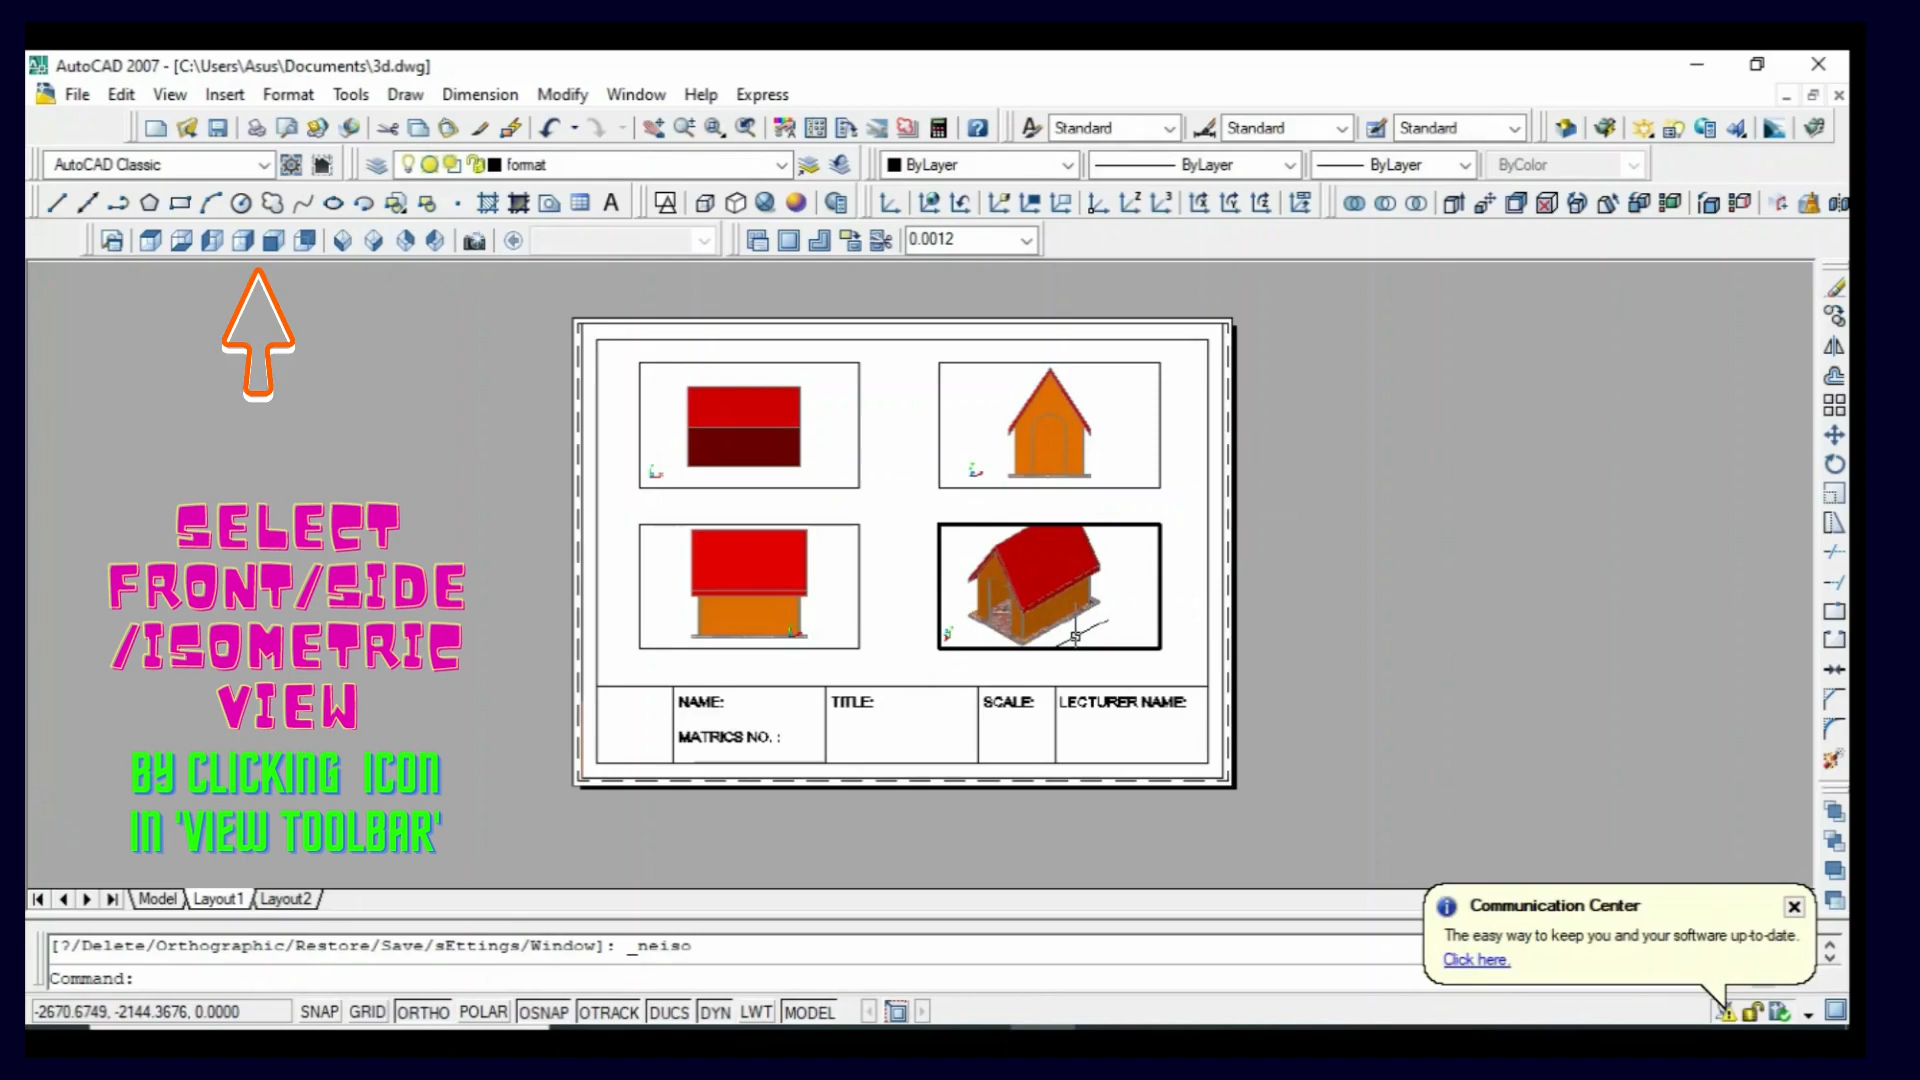 AutoCAD 2007 - [C:\Users\Asus\Documents\3d.dwg]
File Edit View Insert Format Tools Draw Dimension Modify Window Help Express
Standard Standard Standard
AutoCAD Classic format ByLayer ByLayer ByLayer ByColor
0.0012
SELECT
FRONT/SIDE
/ISOMETRIC
VIEW
BY CLICKING ICON
IN 'VIEW TOOLBAR'
NAME: TITLE: SCALE: LECTURER NAME:
MATRICS NO. :
Model Layout1 Layout2
[?/Delete/Orthographic/Restore/Save/sEttings/Window]: _neiso
Command:
Communication Center
The easy way to keep you and your software up-to-date.
Click here.
-2670.6749, -2144.3676, 0.0000 SNAP GRID ORTHO POLAR OSNAP OTRACK DUCS DYN LWT MODEL